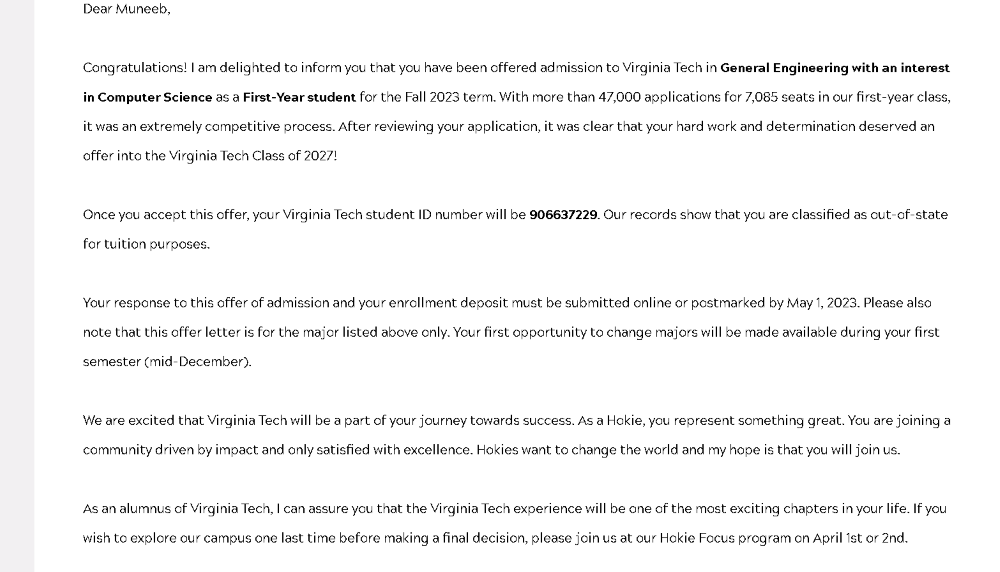 Dear Muneeb,
Congratulations! I am delighted to inform you that you have been offered admission to Virginia Tech in General Engineering with an interest
in Computer Science as a First-Year student for the Fall 2023 term. With more than 47,000 applications for 7,085 seats in our first-year class,
it was an extremely competitive process. After reviewing your application, it was clear that your hard work and determination deserved an
offer into the Virginia Tech Class of 2027!
Once you accept this offer, your Virginia Tech student ID number will be 906637229. Our records show that you are classified as out-of-state
for tuition purposes.
Your response to this offer of admission and your enrollment deposit must be submitted online or postmarked by May 1, 2023. Please also
note that this offer letter is for the major listed above only. Your first opportunity to change majors will be made available during your first
semester (mid-December).
We are excited that Virginia Tech will be a part of your journey towards success. As a Hokie, you represent something great. You are joining a
community driven by impact and only satisfied with excellence. Hokies want to change the world and my hope is that you will join us.
As an alumnus of Virginia Tech, I can assure you that the Virginia Tech experience will be one of the most exciting chapters in your life. If you
wish to explore our campus one last time before making a final decision, please join us at our Hokie Focus program on April 1st or 2nd.